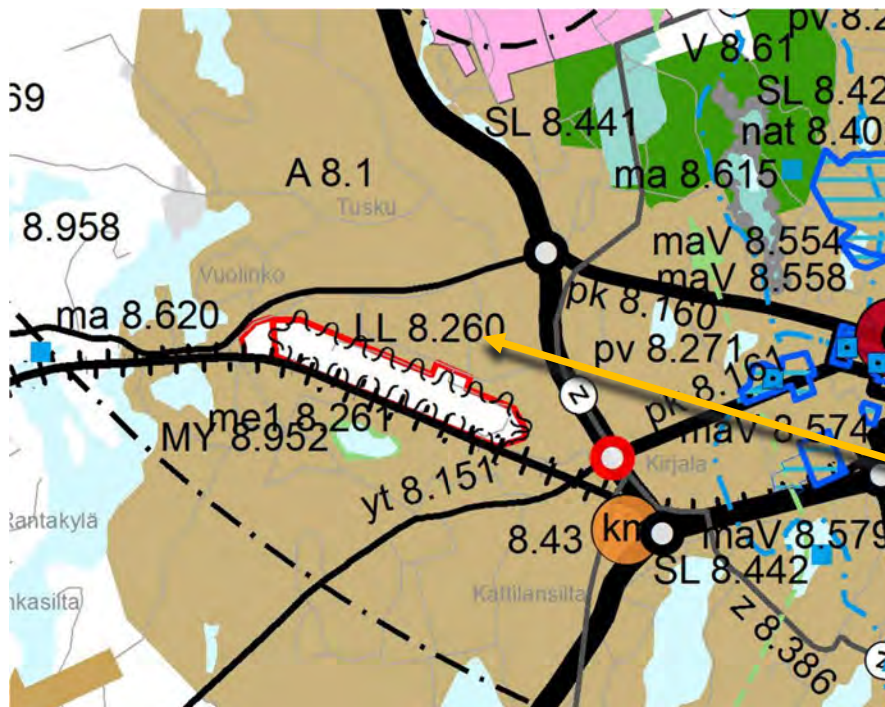 pv 8.2
V 8.61
69
SL 8.42
SL 8.441
nat 8.40
A 8.1
ma 8.615
Tusku
8.958
maV 8.554
Vuolinko
maV 8.558
pk 8.160
ma 8.620
LL 8.260
pv 8.271
pk 8.161
z
me1 8.261
maV 8.574
MY 8.952
Kirjala
yt 8.151
Rantakylä
8.43
km
maV 8.579
SL 8.442
nkasilta
Kattilansilta
z 8.386
z